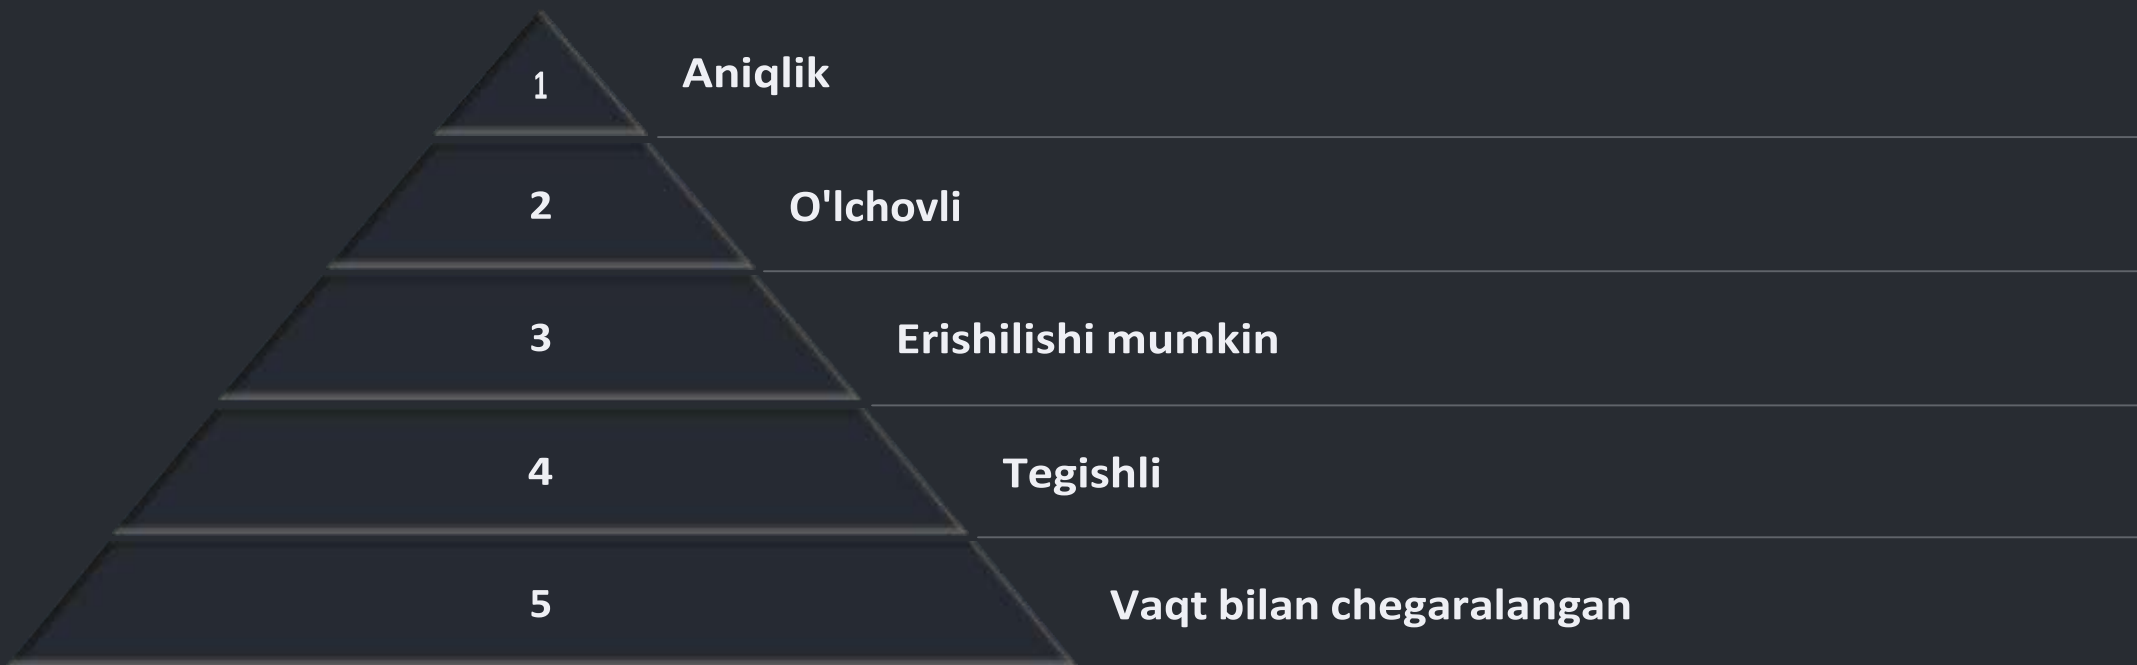 1
Aniqlik
2
O'lchovli
3
Erishilishi mumkin
4
Tegishli
5
Vaqt bilan chegaralangan